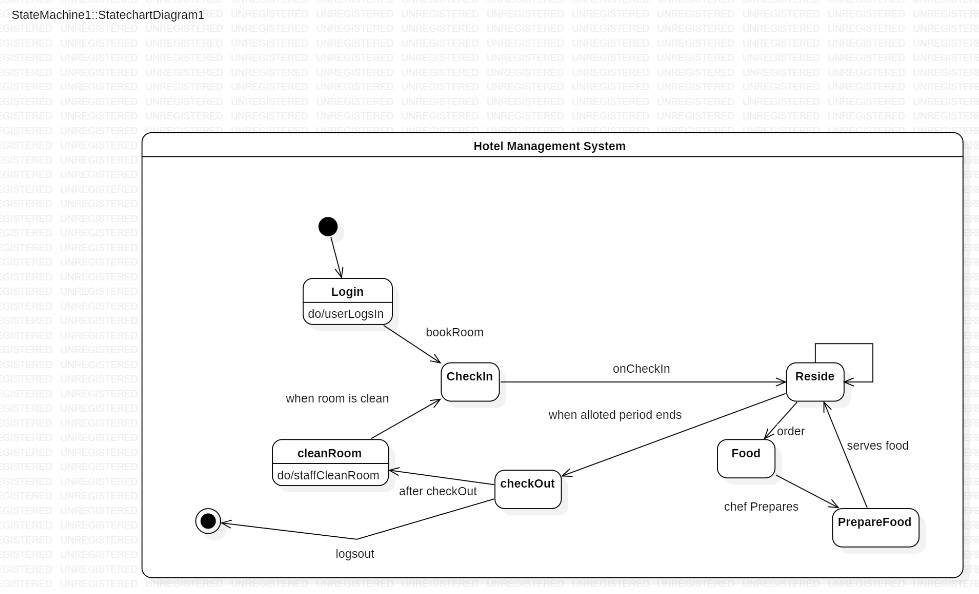 StateMachine1::StatechartDiagram1
Hotel Management System
Login
do/userLogsIn
bookRoom
CheckIn
onCheckIn
Reside
when room is clean
when alloted period ends
order
cleanRoom
do/staffCleanRoom
Food
serves food
checkOut
after checkOut
chef Prepares
PrepareFood
logsout
UNREGISTERED